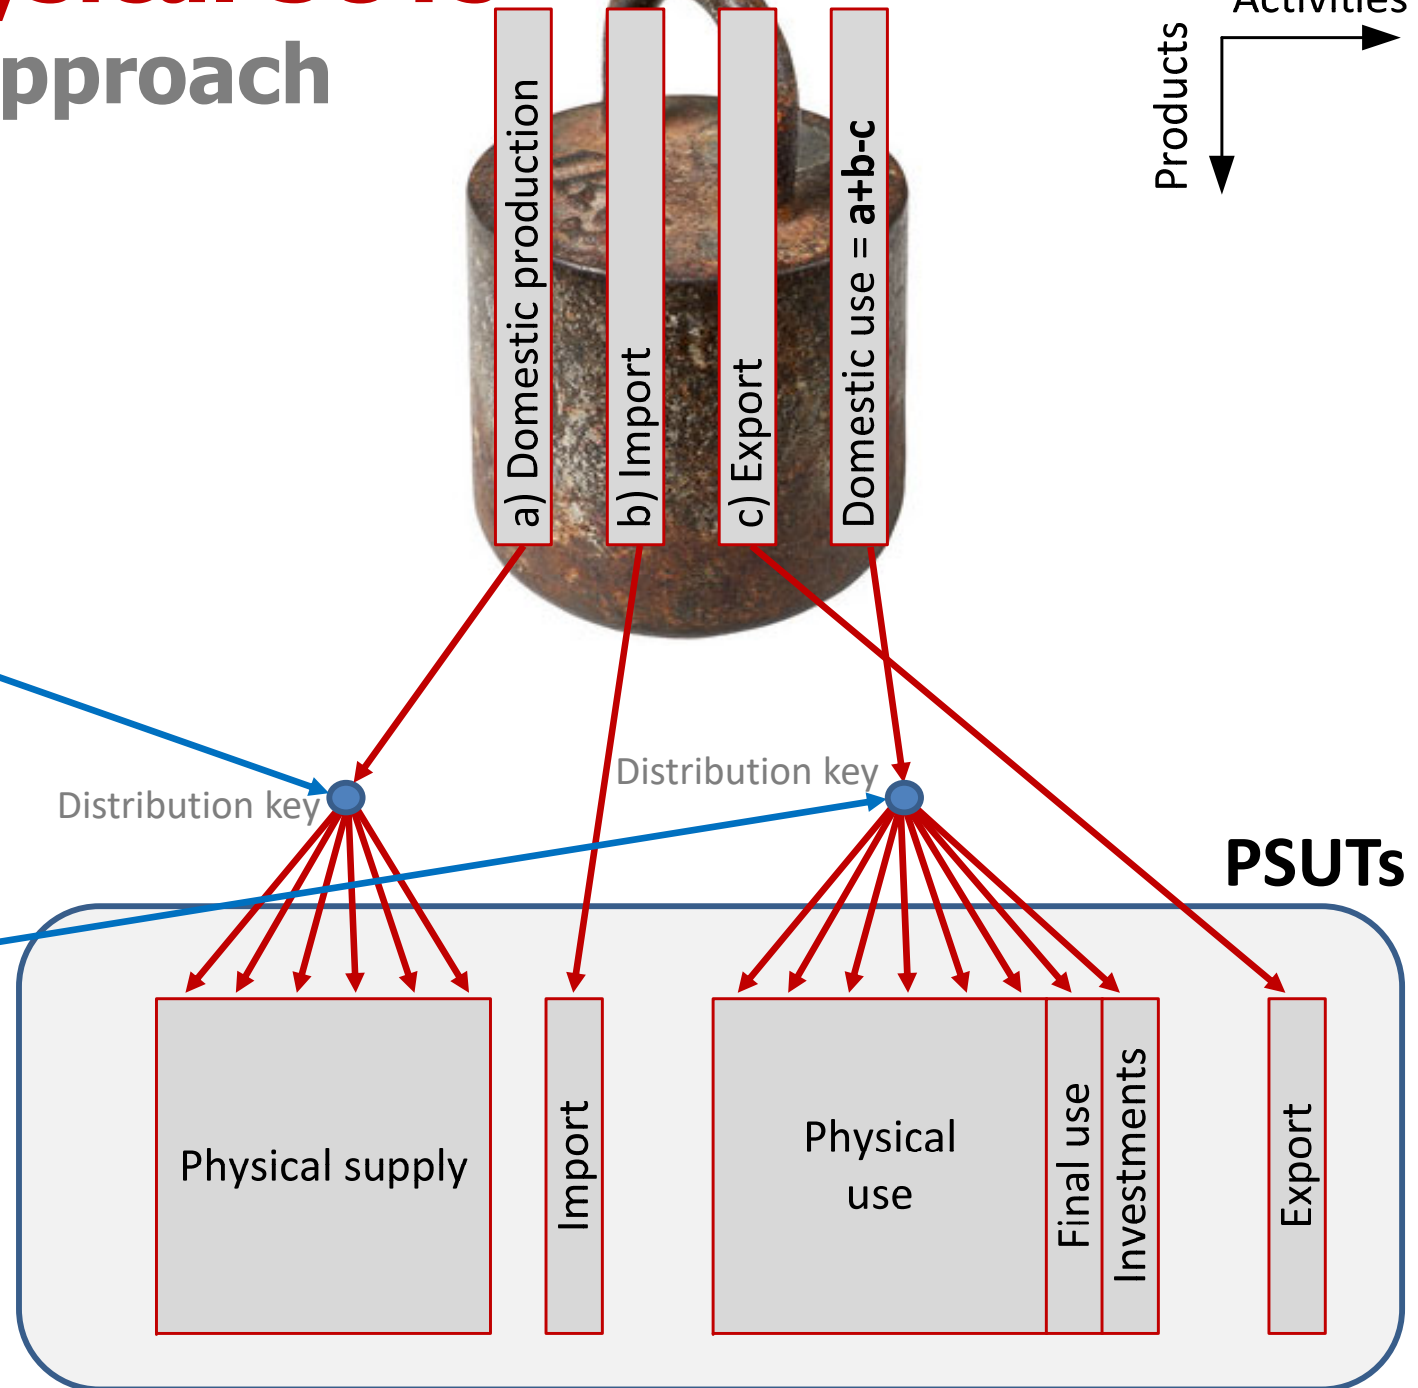 pproach
Activities
Products
a) Domestic production
b) Import
c) Export
Domestic use = a+b-c
Distribution key
Distribution key
PSUTs
Physical supply
Import
Physical
use
Final use
Investments
Export